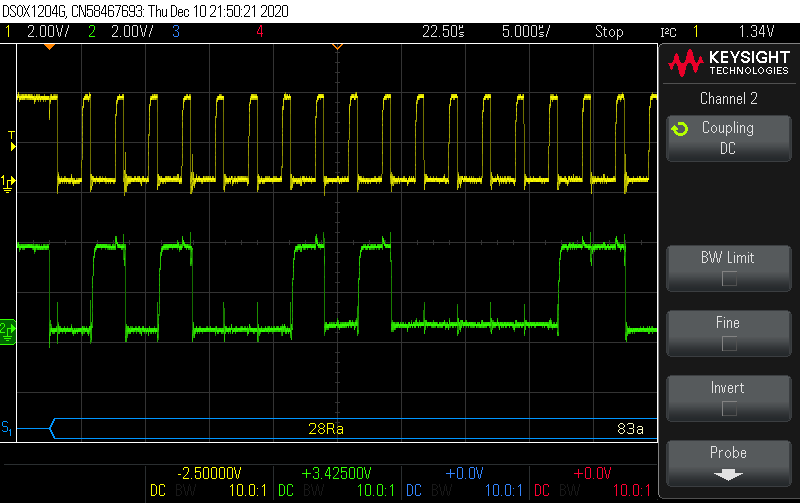 DSOX1204G, CN58467693: Thu Dec 10 21:50:21 2020
1 2.00V/ 2 2.00V/ 3 4 22.50s 5.000s/ Stop I²C 1 1.34V
KEYSIGHT
TECHNOLOGIES
Channel 2
Coupling
DC
T
1
BW Limit
2
Fine
Invert
S1 28Ra 83a
Probe
-2.50000V +3.42500V +0.0V +0.0V
DC BW 10.0:1 DC BW 10.0:1 DC BW 10.0:1 DC BW 10.0:1